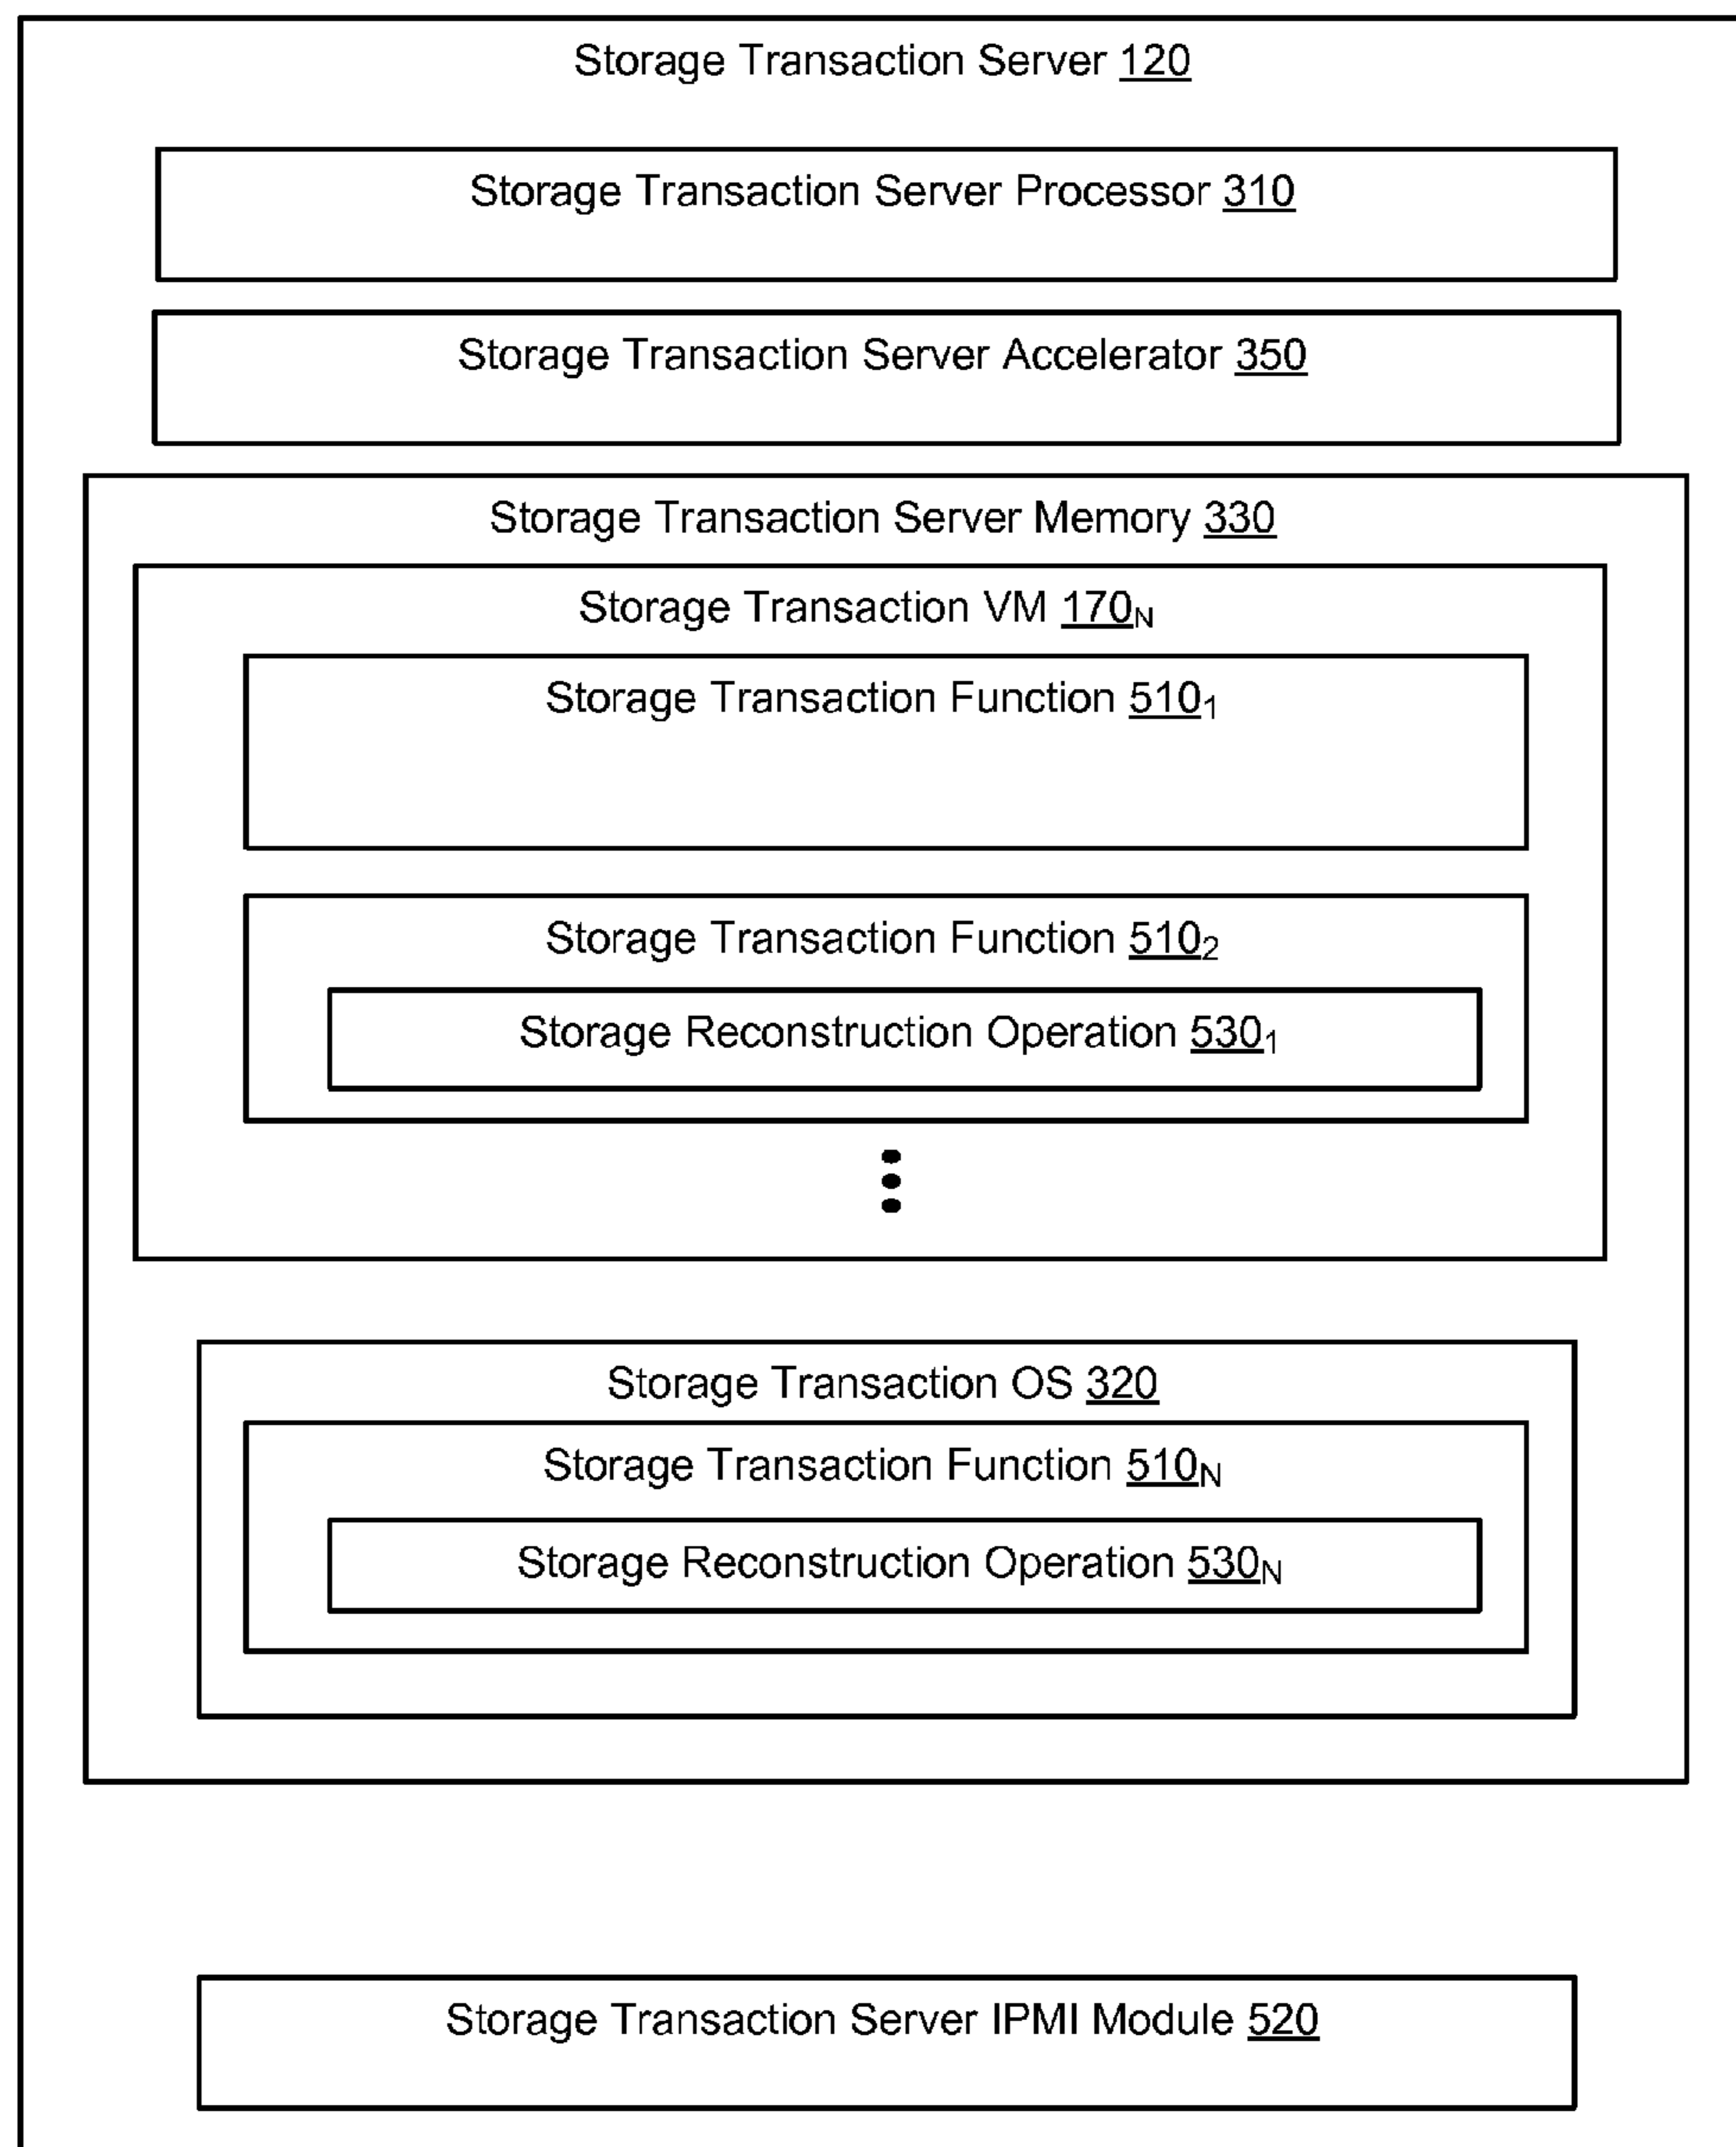 Storage Transaction Server 120
Storage Transaction Server Processor 310
Storage Transaction Server Accelerator 350
Storage Transaction Server Memory 330
Storage Transaction VM 170N
Storage Transaction Function 5101
Storage Transaction Function 5102
Storage Reconstruction Operation 5301
Storage Transaction OS 320
Storage Transaction Function 510N
Storage Reconstruction Operation 530N
Storage Transaction Server IPMI Module 520